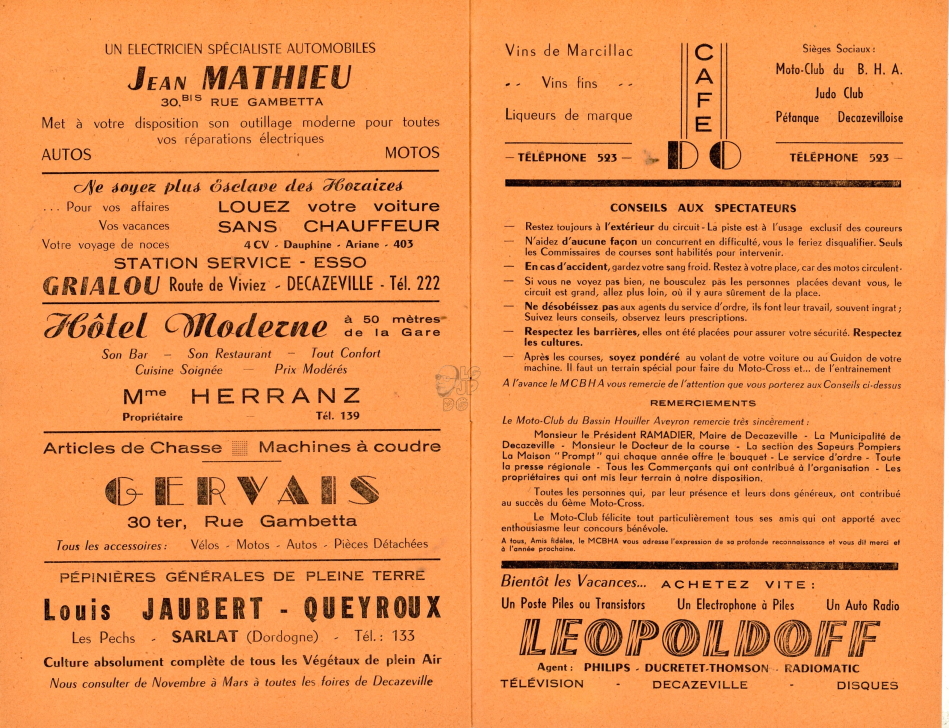 UN ELECTRICIEN SPÉCIALISTE AUTOMOBILES
JEAN MATHIEU
30.BIS RUE GAMBETTA
Met à votre disposition son outillage moderne pour toutes
vos réparations électriques
AUTOS MOTOS
Ne soyez plus Esclave des Horaires
... Pour vos affaires LOUEZ votre voiture
Vos vacances SANS CHAUFFEUR
Votre voyage de noces 4 CV - Dauphine - Ariane - 403
STATION SERVICE - ESSO
GRIALOU Route de Viviez - DECAZEVILLE - Tél. 222
Hôtel Moderne à 50 mètres
de la Gare
Son Bar — Son Restaurant — Tout Confort
Cuisine Soignée — Prix Modérés
Mme HERRANZ
Propriétaire - Tél. 139
Articles de Chasse Machines à coudre
GERVAIS
30 ter, Rue Gambetta
Tous les accessoires : Vélos - Motos - Autos - Pièces Détachées
PÉPINIÈRES GÉNÉRALES DE PLEINE TERRE
Louis JAUBERT - QUEYROUX
Les Pechs - SARLAT (Dordogne) - Tél. : 133
Culture absolument complète de tous les Végétaux de plein Air
Nous consulter de Novembre à Mars à toutes les foires de Decazeville
Vins de Marcillac
- - Vins fins - -
Liqueurs de marque
— TÉLÉPHONE 523 —
CAFE
DO
Sièges Sociaux :
Moto-Club du B. H. A.
Judo Club
Pétanque Decazevilloise
TÉLÉPHONE 523 —
CONSEILS AUX SPECTATEURS
— Restez toujours à l'extérieur du circuit - La piste est à l'usage exclusif des coureurs
— N'aidez d'aucune façon un concurrent en difficulté, vous le feriez disqualifier. Seuls
les Commissaires de courses sont habilités pour intervenir.
— En cas d'accident, gardez votre sang froid. Restez à votre place, car des motos circulent.
— Si vous ne voyez pas bien, ne bousculez pas les personnes placées devant vous, le
circuit est grand, allez plus loin, où il y aura sûrement de la place.
— Ne désobéissez pas aux agents du service d'ordre, ils font leur travail, souvent ingrat ;
Suivez leurs conseils, observez leurs prescriptions.
— Respectez les barrières, elles ont été placées pour assurer votre sécurité. Respectez
les cultures.
— Après les courses, soyez pondéré au volant de votre voiture ou au Guidon de votre
machine. Il faut un terrain spécial pour faire du Moto-Cross et... de l'entrainement
A l'avance le MCBHA vous remercie de l'attention que vous porterez aux Conseils ci-dessus
REMERCIEMENTS
Le Moto-Club du Bassin Houiller Aveyron remercie très sincèrement :
Monsieur le Président RAMADIER, Maire de Decazeville - La Municipalité de
Decazeville - Monsieur le Docteur de la course - La section des Sapeurs Pompiers
La Maison "Prompt" qui chaque année offre le bouquet - Le service d'ordre - Toute
la presse régionale - Tous les Commerçants qui ont contribué à l'organisation - Les
propriétaires qui ont mis leur terrain à notre disposition.
Toutes les personnes qui, par leur présence et leurs dons généreux, ont contribué
au succès du 6ème Moto-Cross.
Le Moto-Club félicite tout particulièrement tous ses amis qui ont apporté avec
enthousiasme leur concours bénévole.
A tous, Amis fidèles, le MCBHA vous adresse l'expression de sa profonde reconnaissance et vous dit merci et
à l'année prochaine.
Bientôt les Vacances... ACHETEZ VITE :
Un Poste Piles ou Transistors Un Electrophone à Piles Un Auto Radio
LEOPOLDOFF
Agent : PHILIPS - DUCRETET-THOMSON - RADIOMATIC
TÉLÉVISION - DECAZEVILLE - DISQUES